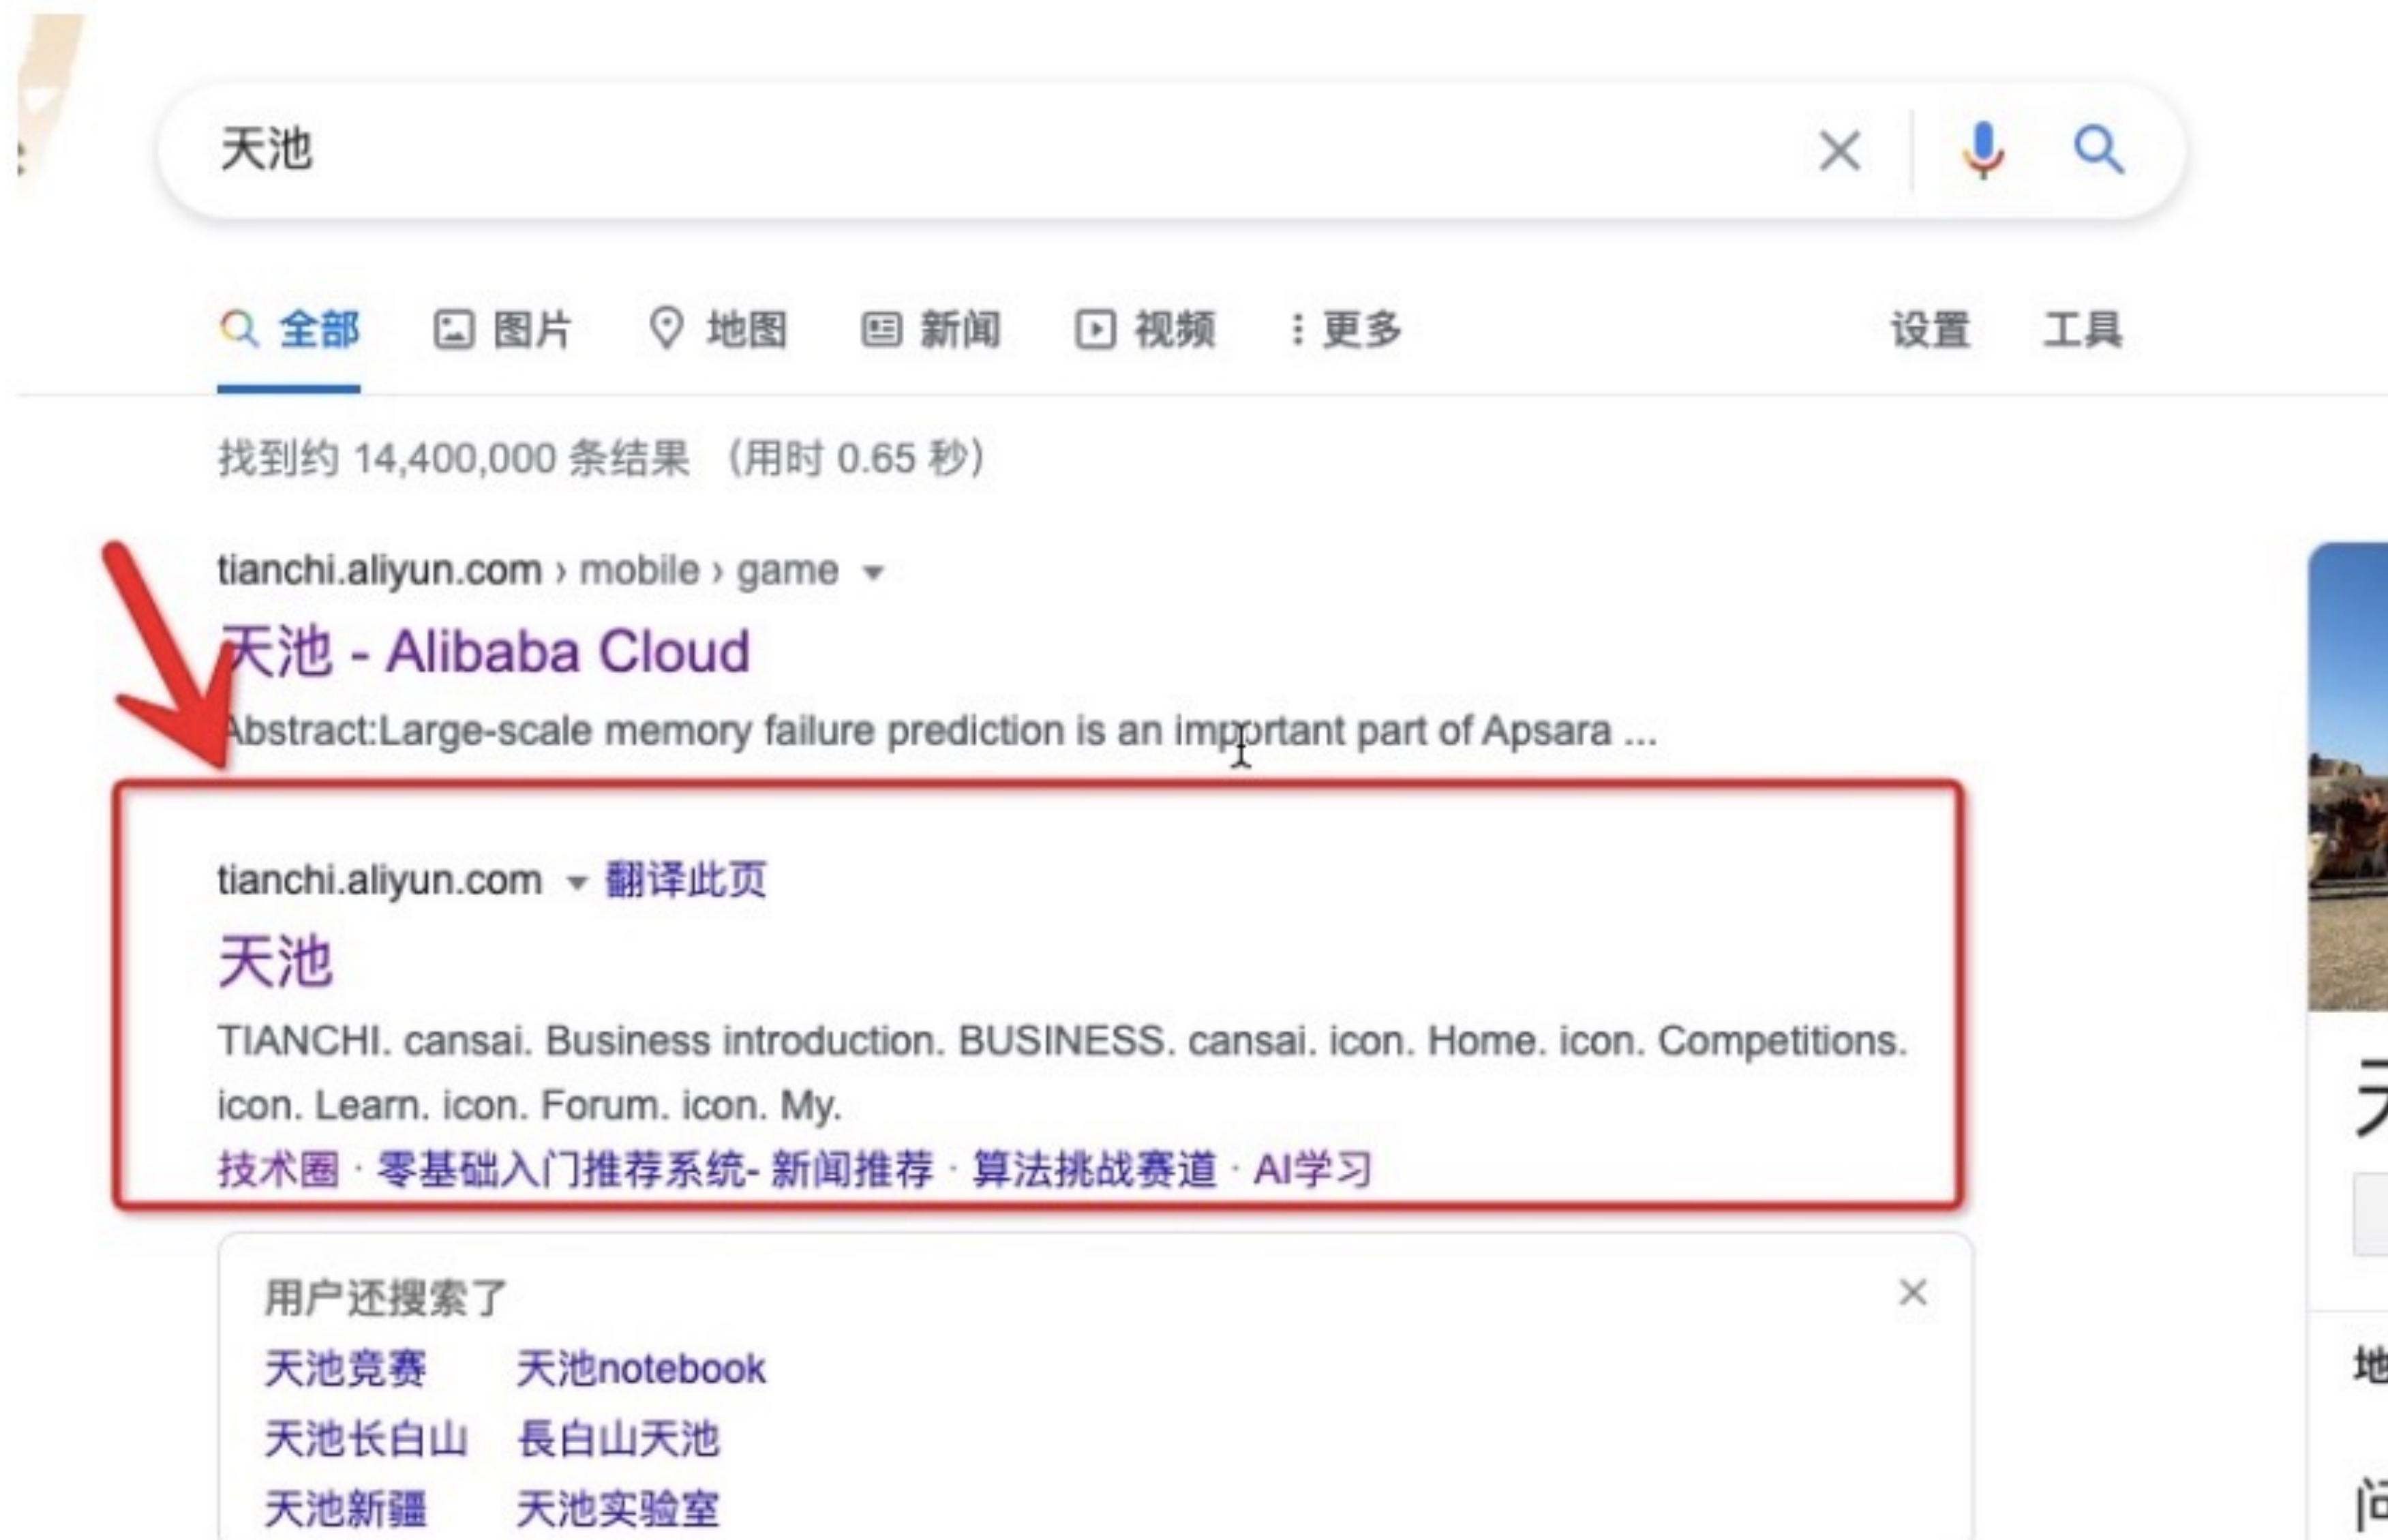 天池
全部 图片 地图 新闻 视频 更多 设置 工具
找到约 14,400,000 条结果 （用时 0.65 秒）
tianchi.aliyun.com › mobile › game
天池 - Alibaba Cloud
Abstract:Large-scale memory failure prediction is an important part of Apsara ...
tianchi.aliyun.com 翻译此页
天池
TIANCHI. cansai. Business introduction. BUSINESS. cansai. icon. Home. icon. Competitions.
icon. Learn. icon. Forum. icon. My.
技术圈 · 零基础入门推荐系统- 新闻推荐 · 算法挑战赛道 · AI学习
用户还搜索了
天池竞赛 天池notebook
天池长白山 長白山天池
天池新疆 天池实验室
地